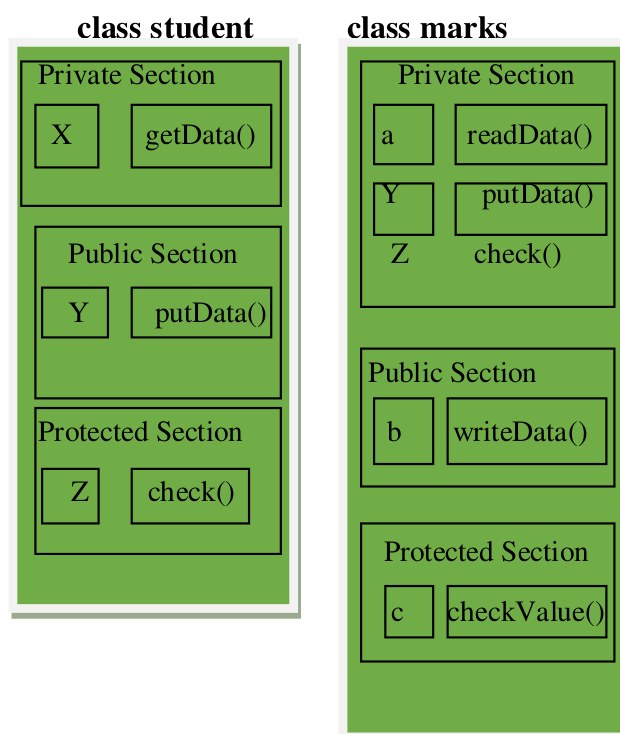 class student
Private Section
X getData()
Public Section
Y putData()
Protected Section
Z check()
class marks
Private Section
a readData()
Y putData()
Z check()
Public Section
b writeData()
Protected Section
c checkValue()